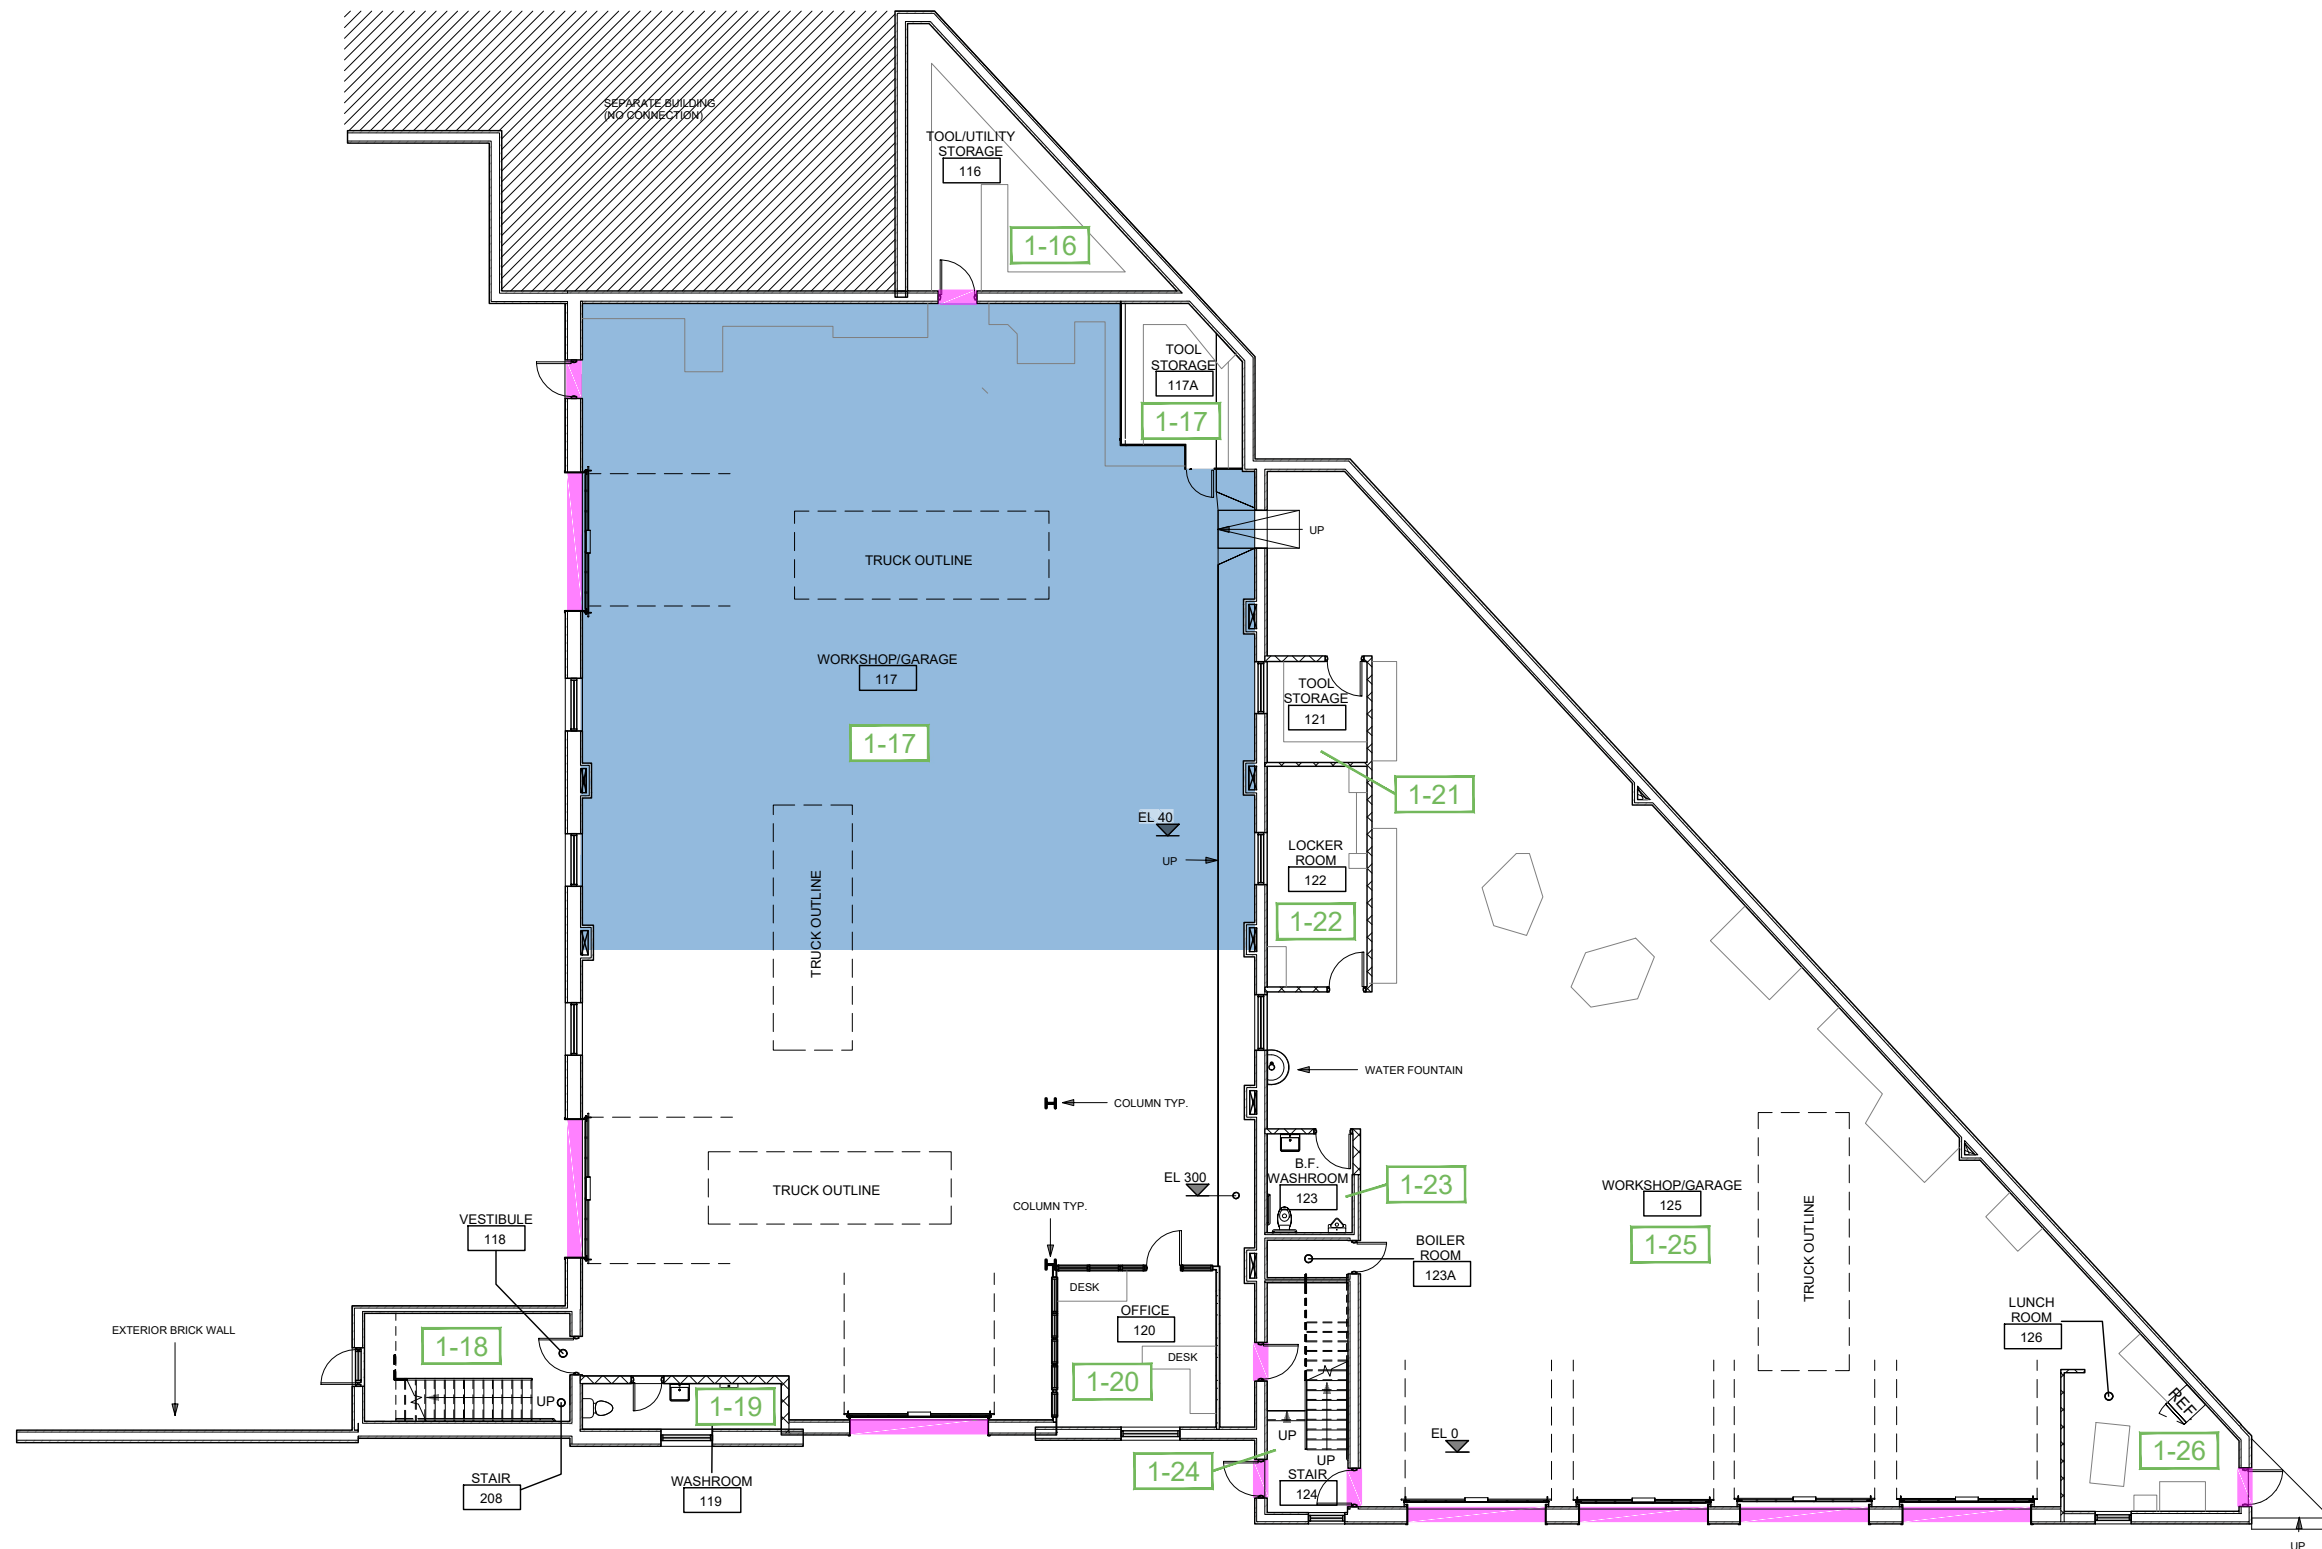 SEPARATE BUILDING
(NO CONNECTION)
TOOL/UTILITY
STORAGE
116
1-16
TOOL
STORAGE
117A
1-17
UP
TRUCK OUTLINE
WORKSHOP/GARAGE
117
1-17
TOOL
STORAGE
121
1-21
EL 40
UP
LOCKER
ROOM
122
1-22
TRUCK OUTLINE
WATER FOUNTAIN
COLUMN TYP.
B.F.
WASHROOM
123
1-23
EL 300
TRUCK OUTLINE
COLUMN TYP.
WORKSHOP/GARAGE
125
1-25
TRUCK OUTLINE
VESTIBULE
118
BOILER
ROOM
123A
DESK
OFFICE
120
DESK
1-20
LUNCH
ROOM
126
EXTERIOR BRICK WALL
1-18
UP
1-19
REF
UP
EL 0
1-26
UP
1-24
STAIR
124
STAIR
208
WASHROOM
119
UP